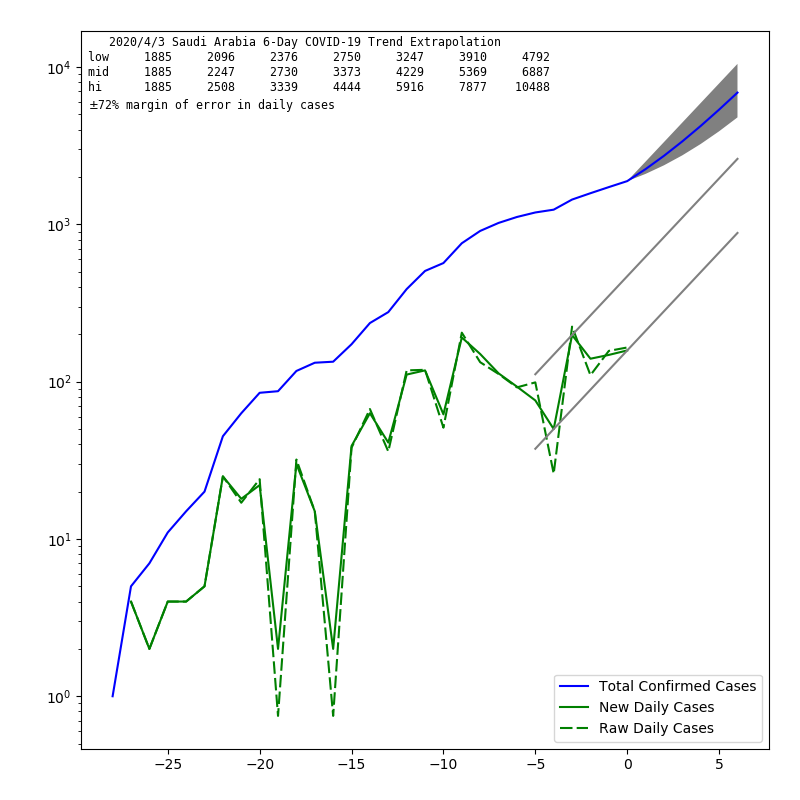 2020/4/3 Saudi Arabia 6-Day COVID-19 Trend Extrapolation
low 1885 2096 2376 2750 3247 3910 4792
mid 1885 2247 2730 3373 4229 5369 6887
hi 1885 2508 3339 4444 5916 7877 10488
±72% margin of error in daily cases
10⁴
10³
10²
10¹
10⁰
Total Confirmed Cases
New Daily Cases
Raw Daily Cases
−25 −20 −15 −10 −5 0 5